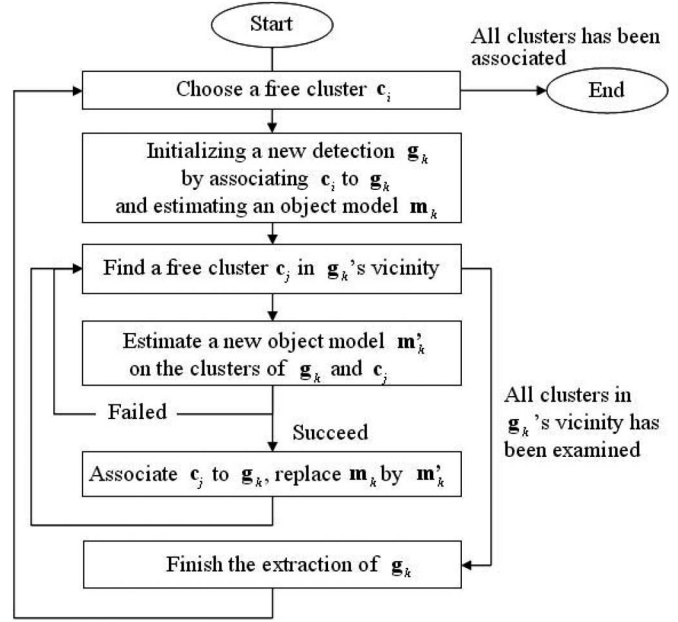 Start
All clusters has been
associated
Choose a free cluster c_i
End
Initializing a new detection g_k
by associating c_i to g_k
and estimating an object model m_k
Find a free cluster c_j in g_k's vicinity
Estimate a new object model m'_k
on the clusters of g_k and c_j
Failed
Succeed
All clusters in
g_k's vicinity has
been examined
Associate c_j to g_k, replace m_k by m'_k
Finish the extraction of g_k